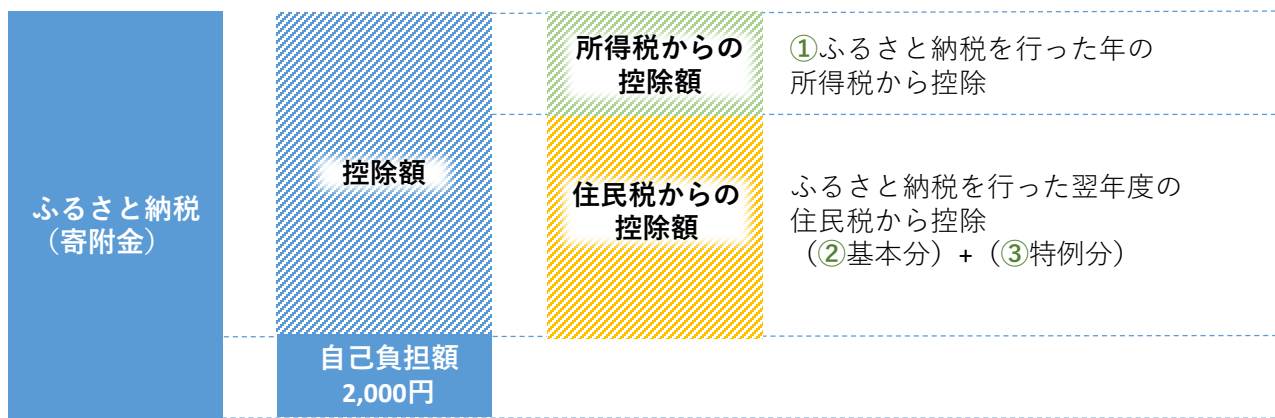 ふるさと納税
（寄附金）
控除額
自己負担額
2,000円
所得税からの
控除額
住民税からの
控除額
①ふるさと納税を行った年の
所得税から控除
ふるさと納税を行った翌年度の
住民税から控除
（②基本分）+（③特例分）